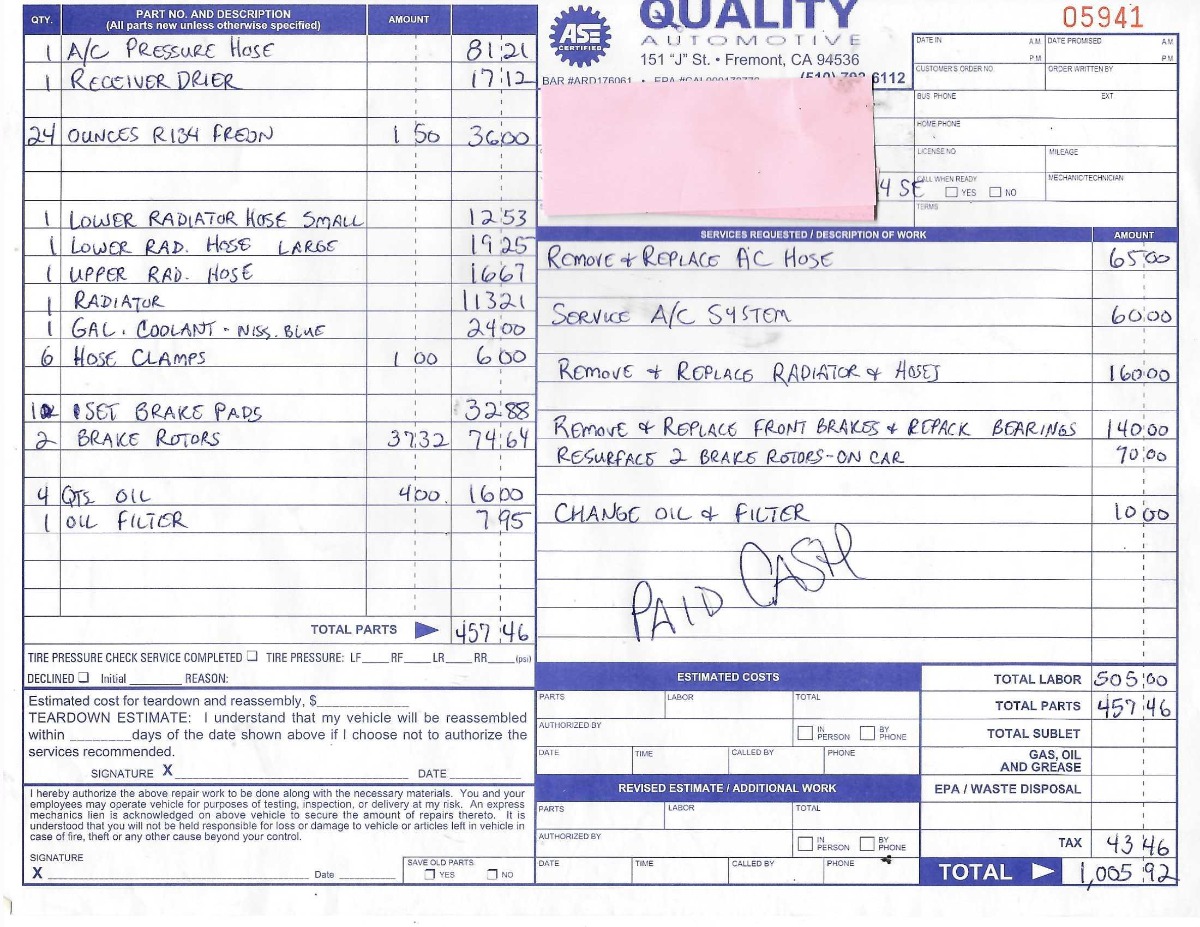 QTY. PART NO. AND DESCRIPTION AMOUNT
(All parts new unless otherwise specified)
1 A/C PRESSURE HOSE 81 21
1 RECEIVER DRIER 17 12
24 OUNCES R134 FREON 1 50 36 00
1 LOWER RADIATOR HOSE SMALL 12 53
1 LOWER RAD. HOSE LARGE 19 25
1 UPPER RAD. HOSE 16 67
1 RADIATOR 113 21
1 GAL. COOLANT - NISS. BLUE 24 00
6 HOSE CLAMPS 1 00 6 00
1 SET BRAKE PADS 32 88
2 BRAKE ROTORS 37 32 74 64
4 QTS OIL 4 00 16 00
1 OIL FILTER 7 95
TOTAL PARTS 457 46
TIRE PRESSURE CHECK SERVICE COMPLETED TIRE PRESSURE: LF____ RF____ LR____ RR____(psi)
DECLINED Initial ________ REASON:
Estimated cost for teardown and reassembly, $____________
TEARDOWN ESTIMATE: I understand that my vehicle will be reassembled
within ________days of the date shown above if I choose not to authorize the
services recommended.
SIGNATURE X DATE
I hereby authorize the above repair work to be done along with the necessary materials. You and your
employees may operate vehicle for purposes of testing, inspection, or delivery at my risk. An express
mechanics lien is acknowledged on above vehicle to secure the amount of repairs thereto. It is
understood that you will not be held responsible for loss or damage to vehicle or articles left in vehicle in
case of fire, theft or any other cause beyond your control.
SIGNATURE
X Date
SAVE OLD PARTS
YES NO
ASE
CERTIFIED
QUALITY
AUTOMOTIVE
151 "J" St. • Fremont, CA 94536
BAR #ARD176061 • 6112
05941
DATE IN A.M. P.M. DATE PROMISED A.M. P.M.
CUSTOMER'S ORDER NO. ORDER WRITTEN BY
BUS. PHONE EXT
HOME PHONE
LICENSE NO MILEAGE
CALL WHEN READY MECHANIC/TECHNICIAN
YES NO
4 SE
TERMS
SERVICES REQUESTED / DESCRIPTION OF WORK AMOUNT
REMOVE & REPLACE A/C HOSE 65 00
SERVICE A/C SYSTEM 60 00
REMOVE & REPLACE RADIATOR & HOSES 160 00
REMOVE & REPLACE FRONT BRAKES & REPACK BEARINGS 140 00
RESURFACE 2 BRAKE ROTORS-ON CAR 70 00
CHANGE OIL & FILTER 10 00
PAID CASH
ESTIMATED COSTS
PARTS LABOR TOTAL
AUTHORIZED BY IN PERSON BY PHONE
DATE TIME CALLED BY PHONE
REVISED ESTIMATE / ADDITIONAL WORK
PARTS LABOR TOTAL
AUTHORIZED BY IN PERSON BY PHONE
DATE TIME CALLED BY PHONE
TOTAL LABOR 505 00
TOTAL PARTS 457 46
TOTAL SUBLET
GAS, OIL
AND GREASE
EPA / WASTE DISPOSAL
TAX 43 46
TOTAL 1,005 92